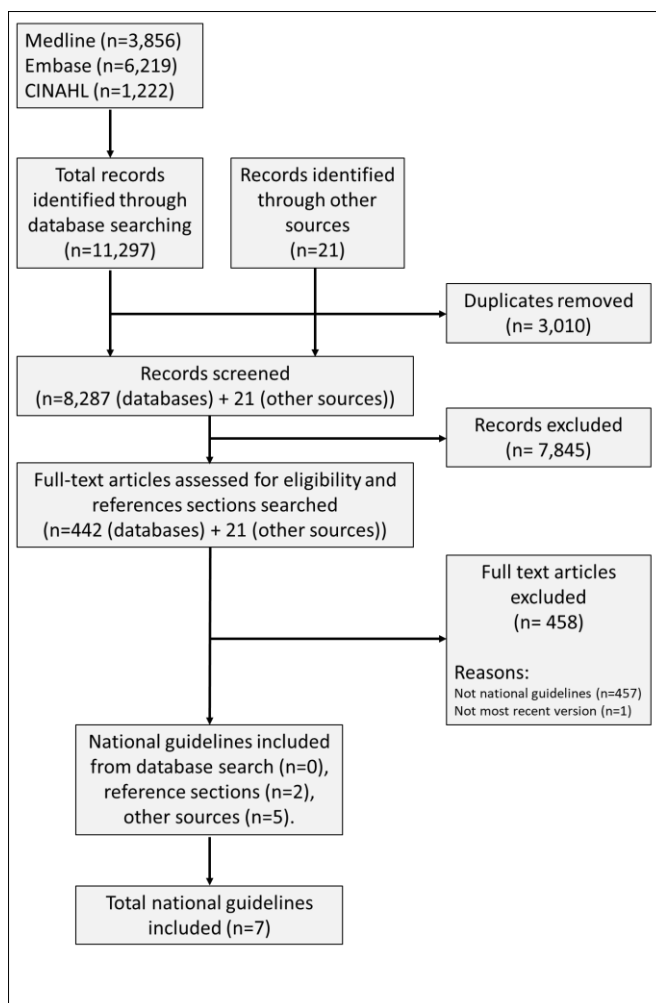 Medline (n=3,856)
Embase (n=6,219)
CINAHL (n=1,222)
Total records
identified through
database searching
(n=11,297)
Records identified
through other
sources
(n=21)
Duplicates removed
(n= 3,010)
Records screened
(n=8,287 (databases) + 21 (other sources))
Records excluded
(n= 7,845)
Full-text articles assessed for eligibility and
references sections searched
(n=442 (databases) + 21 (other sources))
Full text articles
excluded
(n= 458)
Reasons:
Not national guidelines (n=457)
Not most recent version (n=1)
National guidelines included
from database search (n=0),
reference sections (n=2),
other sources (n=5).
Total national guidelines
included (n=7)